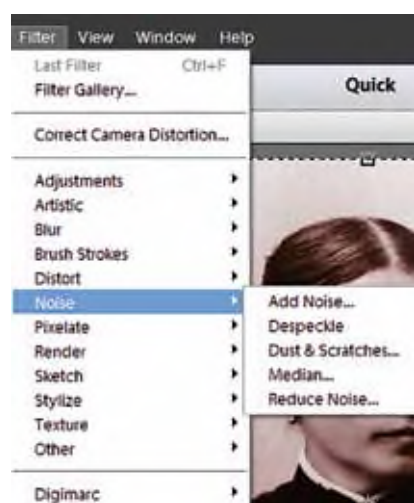 Filter View Window Help
Last Filter Ctrl+F
Filter Gallery...
Quick
Correct Camera Distortion...
Adjustments
Artistic
Blur
Brush Strokes
Distort
Noise
Pixelate
Render
Sketch
Stylize
Texture
Other
Digimarc
Add Noise...
Despeckle
Dust & Scratches...
Median...
Reduce Noise...